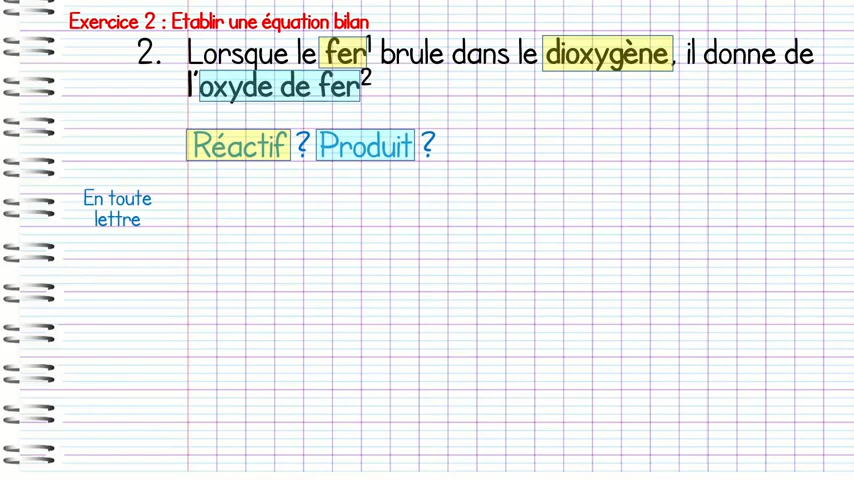 Exercice 2 : Etablir une équation bilan
2. Lorsque le fer¹ brule dans le dioxygène, il donne de
l'oxyde de fer²
Réactif ? Produit ?
En toute
lettre